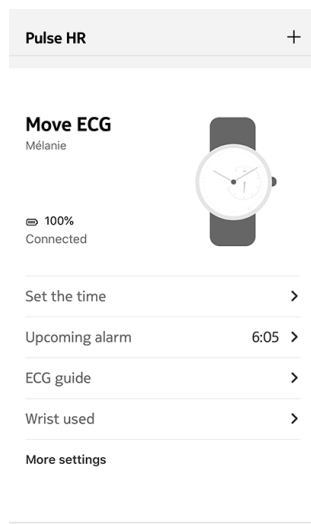 Pulse HR
Move ECG
Mélanie
100%
Connected
Set the time
Upcoming alarm 6:05
ECG guide
Wrist used
More settings